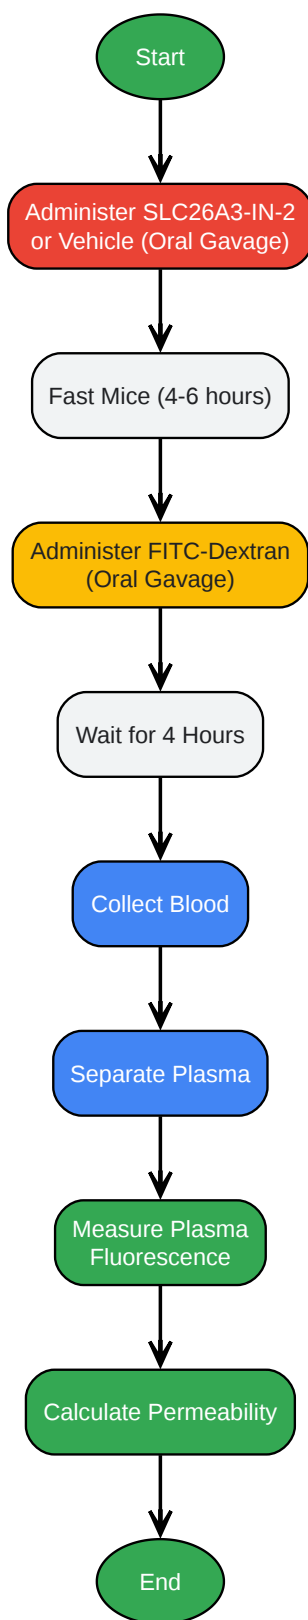 Start
Administer SLC26A3-IN-2
or Vehicle (Oral Gavage)
Fast Mice (4-6 hours)
Administer FITC-Dextran
(Oral Gavage)
Wait for 4 Hours
Collect Blood
Separate Plasma
Measure Plasma
Fluorescence
Calculate Permeability
End